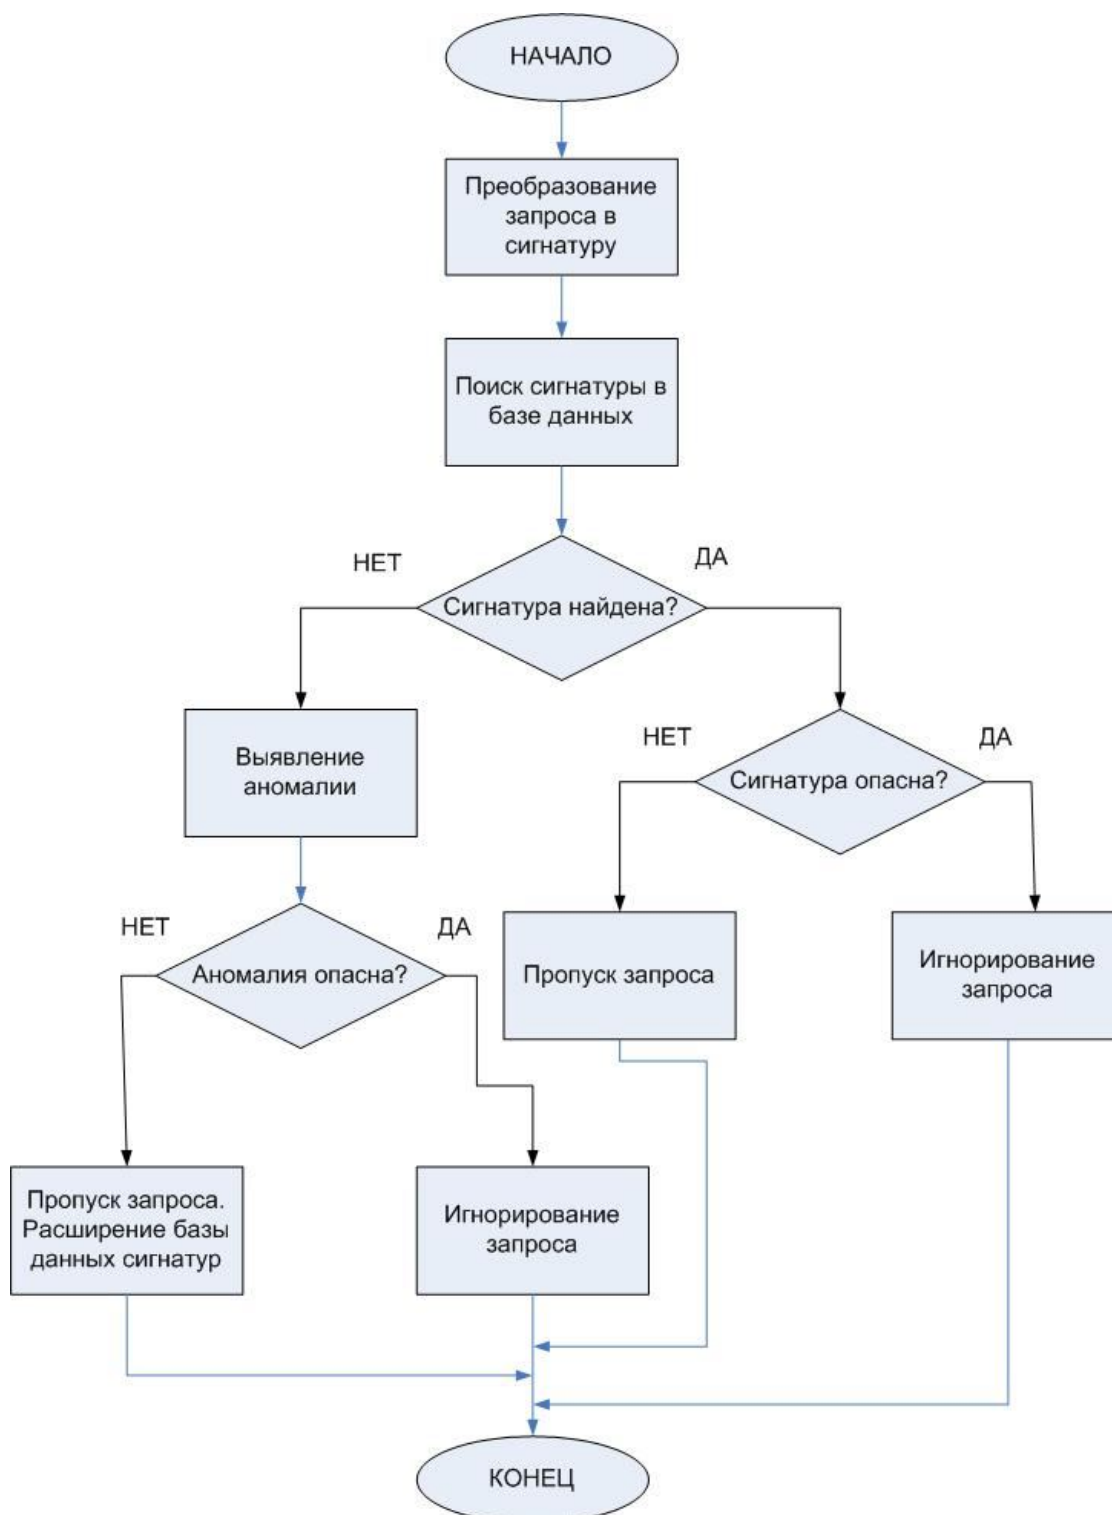 НАЧАЛО
Преобразование
запроса в
сигнатуру
Поиск сигнатуры в
базе данных
НЕТ
ДА
Сигнатура найдена?
Выявление
аномалии
НЕТ
ДА
Сигнатура опасна?
НЕТ
ДА
Аномалия опасна?
Пропуск запроса
Игнорирование
запроса
Пропуск запроса.
Расширение базы
данных сигнатур
Игнорирование
запроса
КОНЕЦ